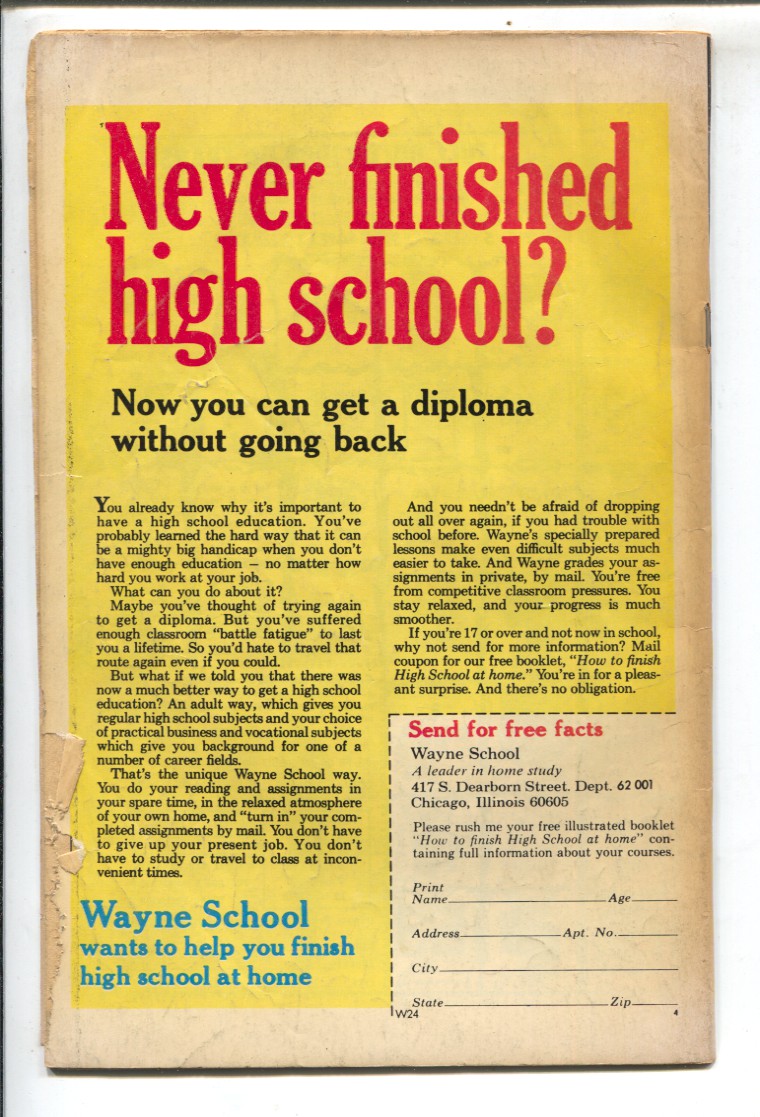 Never finished
high school?
Now you can get a diploma
without going back
You already know why it's important to
have a high school education. You've
probably learned the hard way that it can
be a mighty big handicap when you don't
have enough education — no matter how
hard you work at your job.
What can you do about it?
Maybe you've thought of trying again
to get a diploma. But you've suffered
enough classroom "battle fatigue" to last
you a lifetime. So you'd hate to travel that
route again even if you could.
But what if we told you that there was
now a much better way to get a high school
education? An adult way, which gives you
regular high school subjects and your choice
of practical business and vocational subjects
which give you background for one of a
number of career fields.
That's the unique Wayne School way.
You do your reading and assignments in
your spare time, in the relaxed atmosphere
of your own home, and "turn in" your com-
pleted assignments by mail. You don't have
to give up your present job. You don't
have to study or travel to class at incon-
venient times.
Wayne School
wants to help you finish
high school at home
And you needn't be afraid of dropping
out all over again, if you had trouble with
school before. Wayne's specially prepared
lessons make even difficult subjects much
easier to take. And Wayne grades your as-
signments in private, by mail. You're free
from competitive classroom pressures. You
stay relaxed, and your progress is much
smoother.
If you're 17 or over and not now in school,
why not send for more information? Mail
coupon for our free booklet, "How to finish
High School at home." You're in for a pleas-
ant surprise. And there's no obligation.
Send for free facts
Wayne School
A leader in home study
417 S. Dearborn Street. Dept. 62 001
Chicago, Illinois 60605
Please rush me your free illustrated booklet
"How to finish High School at home" con-
taining full information about your courses.
Print
Name Age
Address Apt. No.
City
State Zip
W24 4